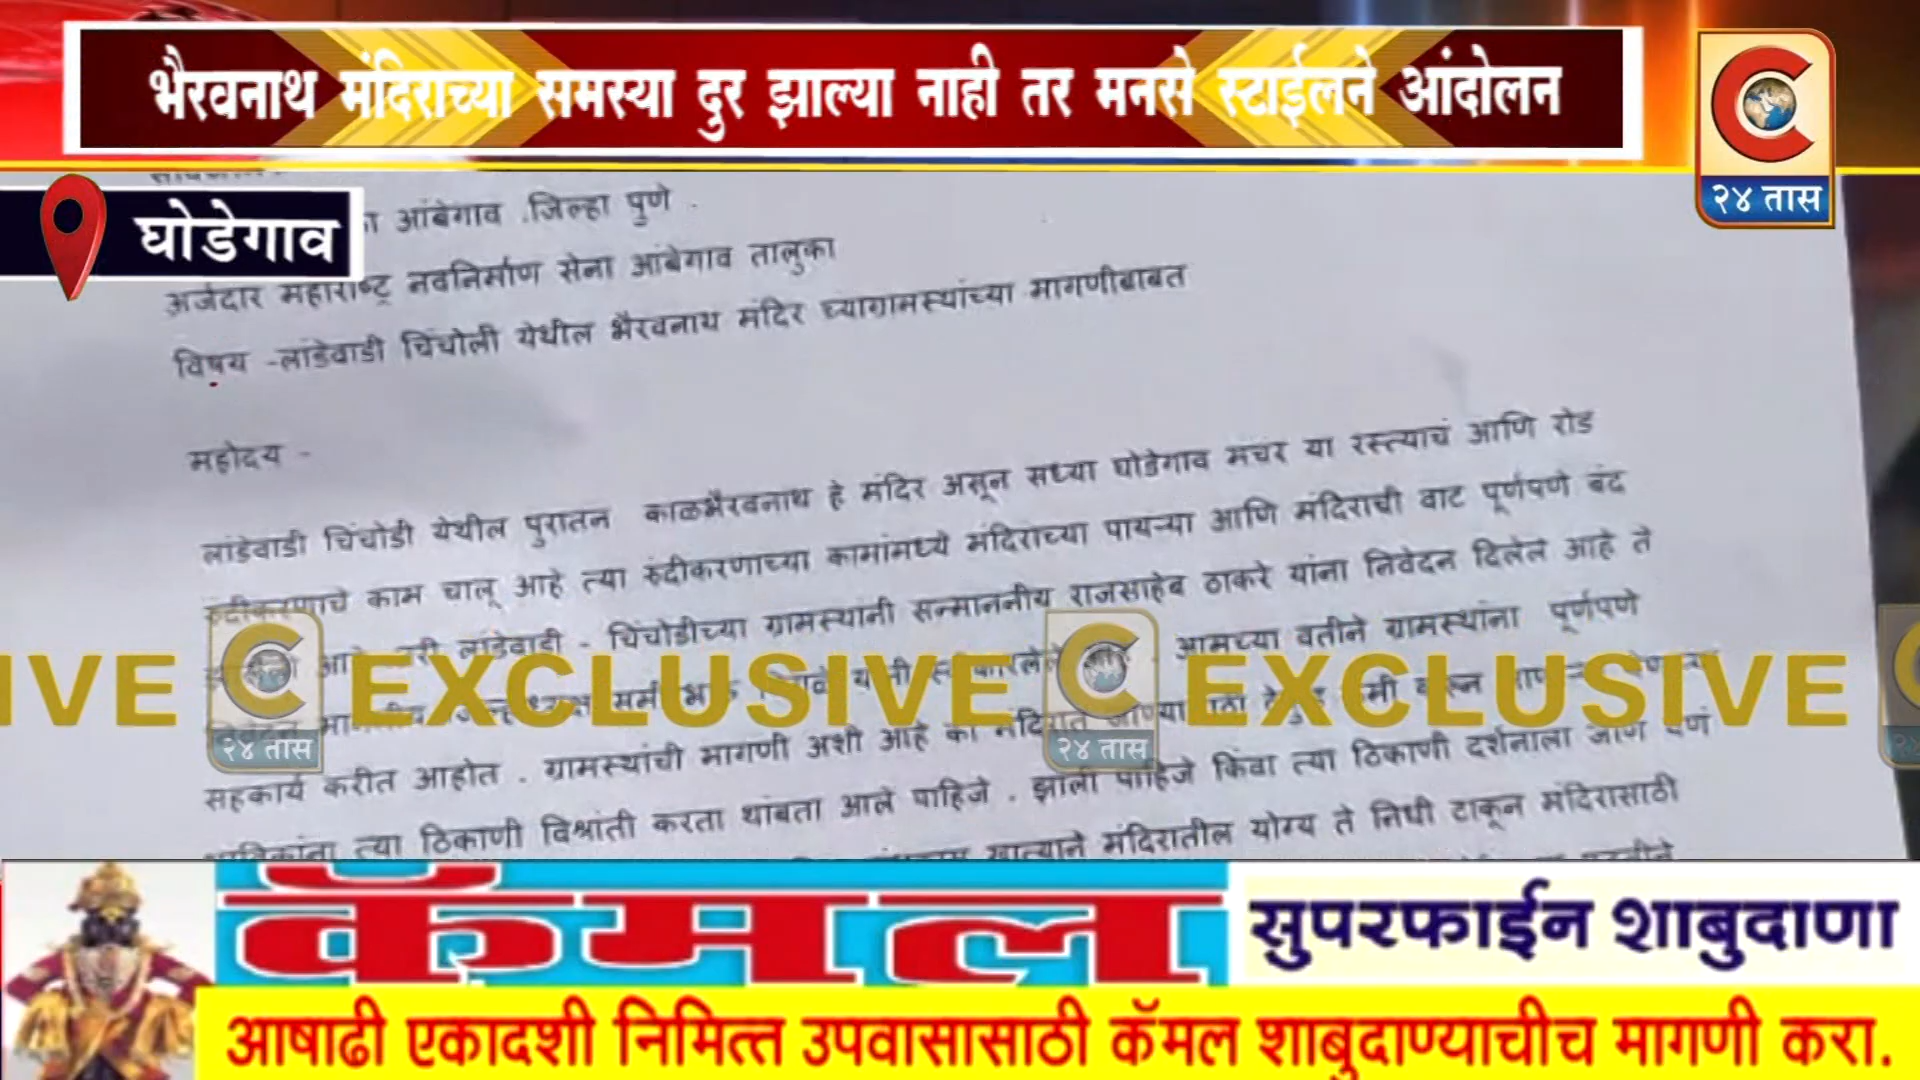 भैरवनाथ मंदिराच्या समस्या दुर झाल्या नाही तर मनसे स्टाईलने आंदोलन
C
२४ तास
घोडेगाव
आंबेगाव .जिल्हा पुणे .
अर्जदार महाराष्ट्र नवनिर्माण सेना आंबेगाव तालुका
विषय -लांडेवाडी चिंचोली येथील भैरवनाथ मंदिर ग्रामस्थांच्या मागणीबाबत
महोदय -
लांडेवाडी चिंचोडी येथील पुरातन काळभैरवनाथ हे मंदिर असून सध्या घोडेगाव मंचर या रस्त्याचं आणि रोड
रुंदीकरणाचे काम चालू आहे त्या रुंदीकरणाच्या कामांमध्ये मंदिराच्या पायऱ्या आणि मंदिराची वाट पूर्णपणे बंद
लांडेवाडी - चिंचोडीच्या ग्रामस्थांनी सन्माननीय राजसाहेब ठाकरे यांना निवेदन दिलेले आहे ते
आमच्या वतीने ग्रामस्थांना पूर्णपणे
EXCLUSIVE
C
२४ तास
EXCLUSIVE
C
२४ तास
सहकार्य करीत आहोत . ग्रामस्थांची मागणी अशी आहे
त्या ठिकाणी विश्रांती करता थांबता आले पाहिजे . झाली पाहिजे किंवा त्या ठिकाणी दर्शनाला
खात्याने मंदिरातील योग्य ते निधी टाकून मंदिरासाठी
कॅमल
सुपरफाईन शाबुदाणा
आषाढी एकादशी निमित्त उपवासासाठी कॅमल शाबुदाण्याचीच मागणी करा.